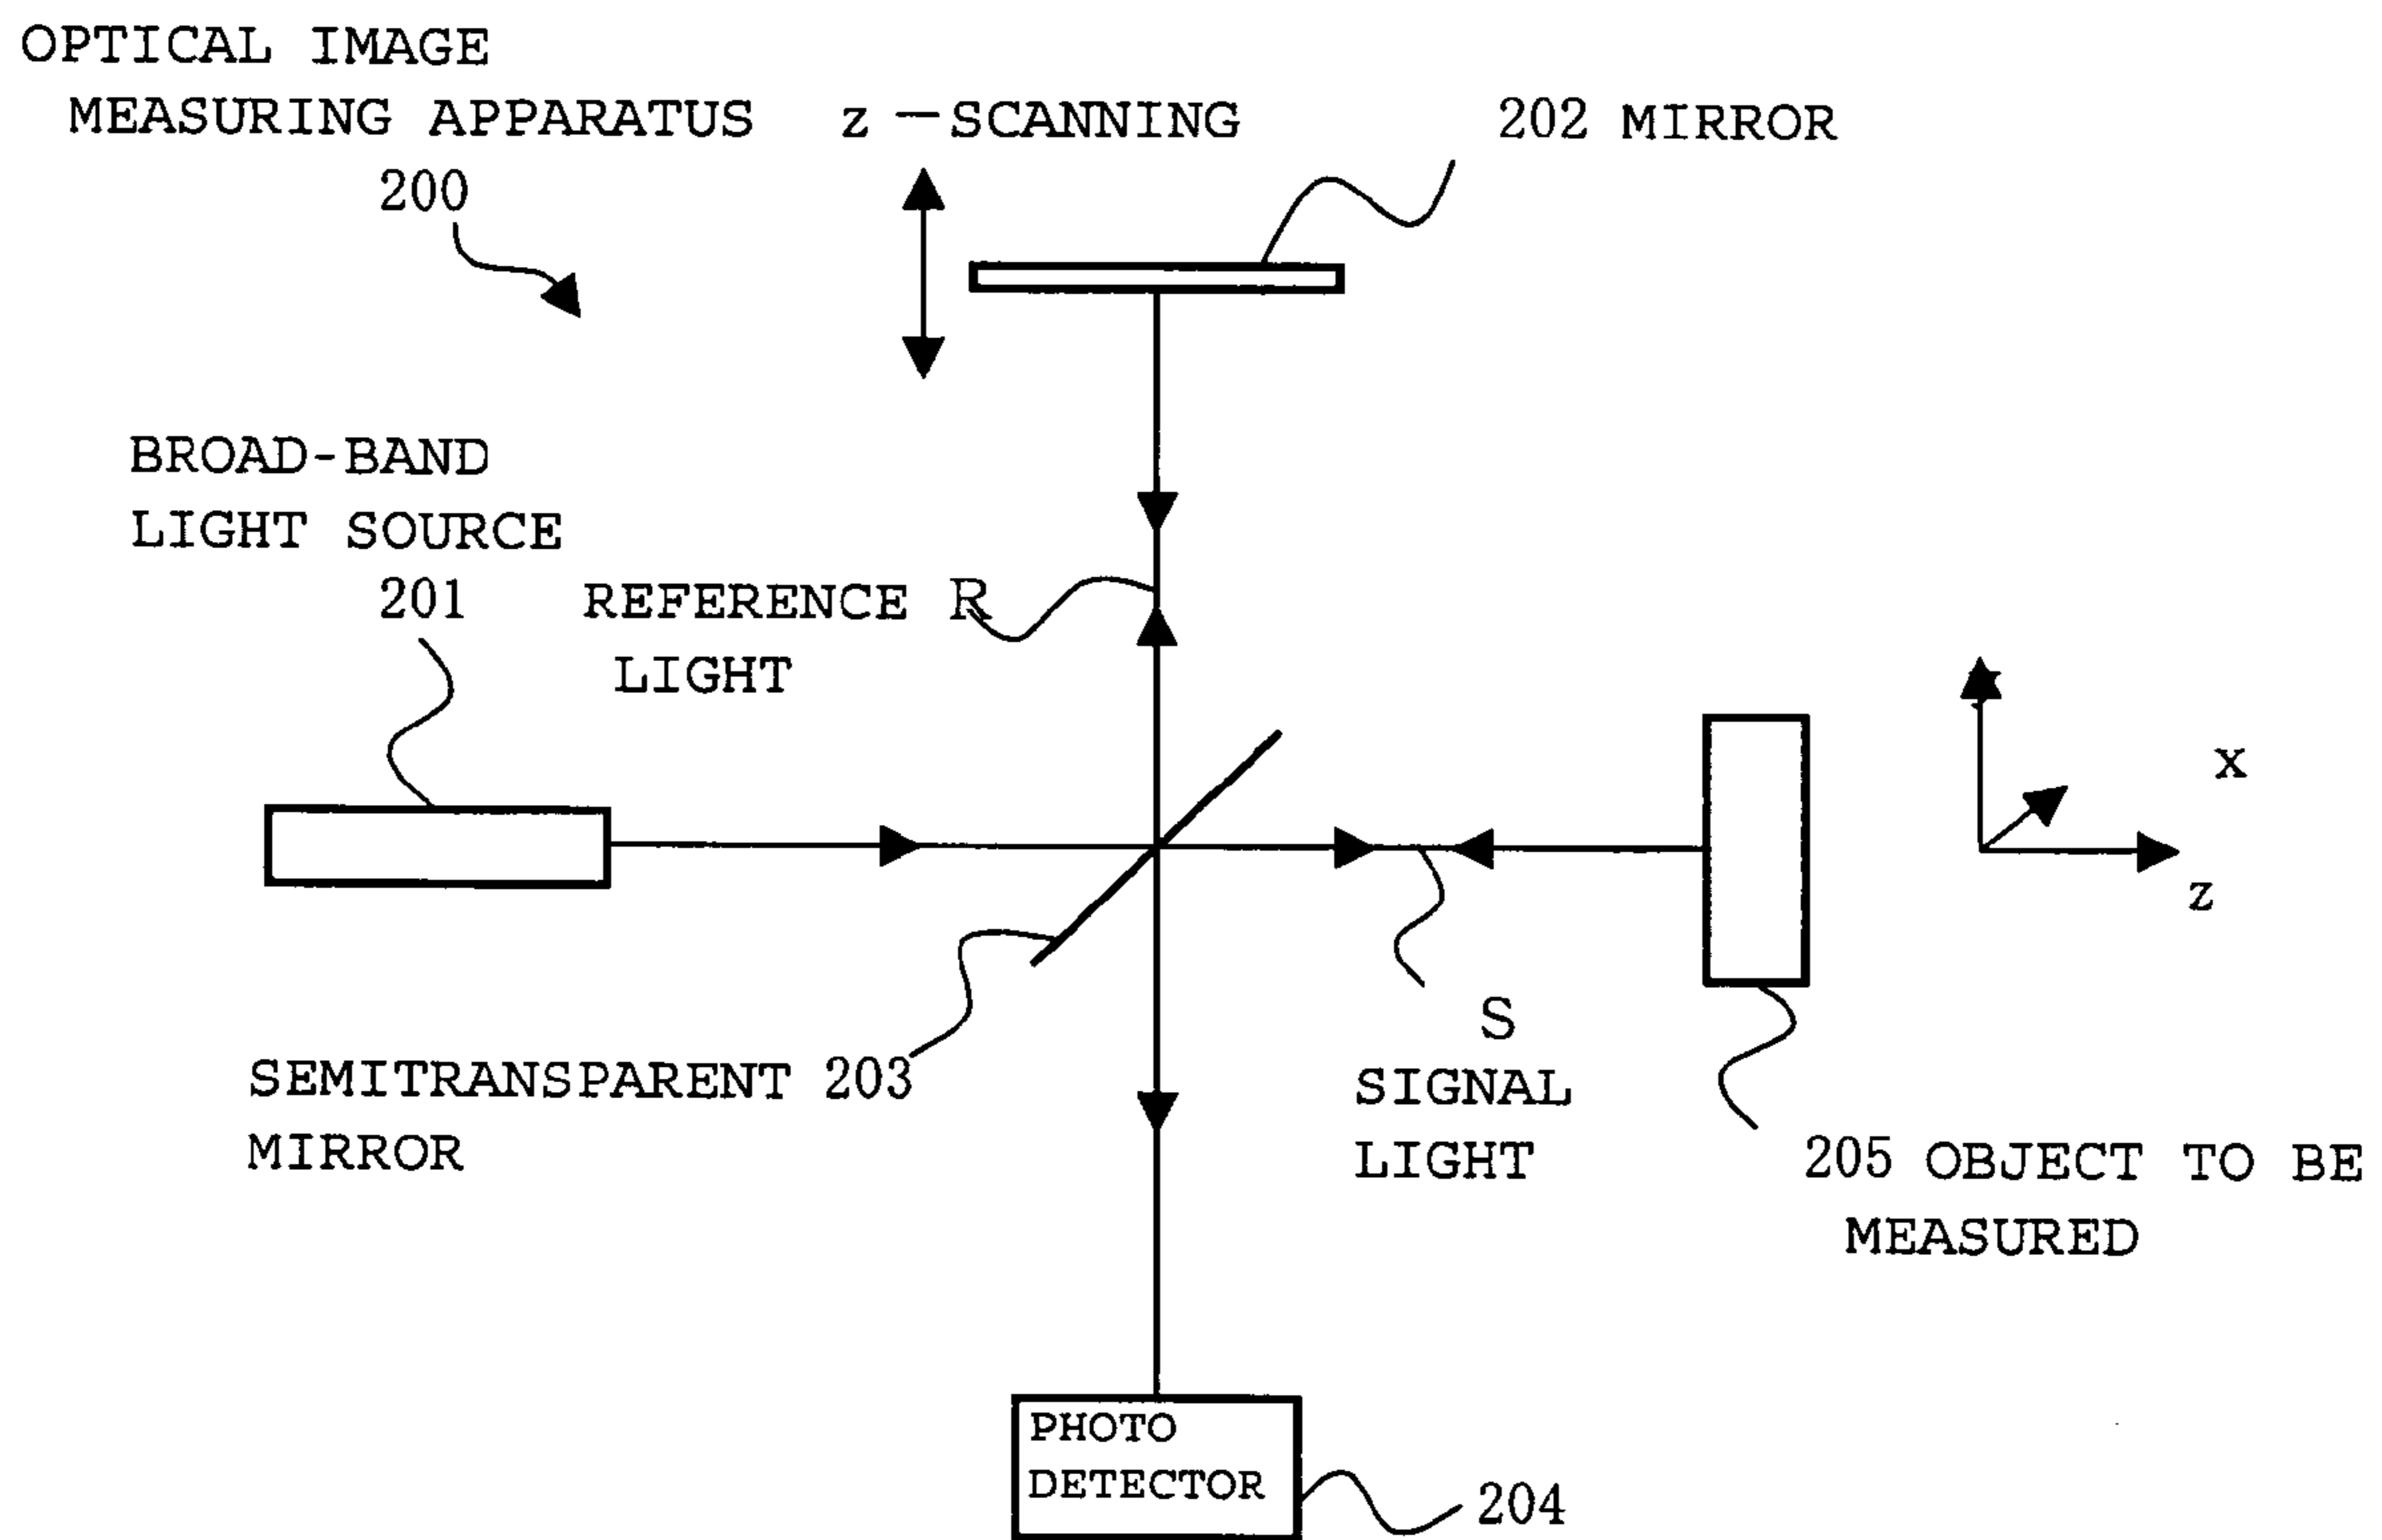 OPTICAL IMAGE
MEASURING APPARATUS
200
z -SCANNING
202 MIRROR
BROAD-BAND
LIGHT SOURCE
201
REFERENCE R
LIGHT
x
z
SEMITRANSPARENT 203
MIRROR
S
SIGNAL
LIGHT
205 OBJECT TO BE
MEASURED
PHOTO
DETECTOR
204